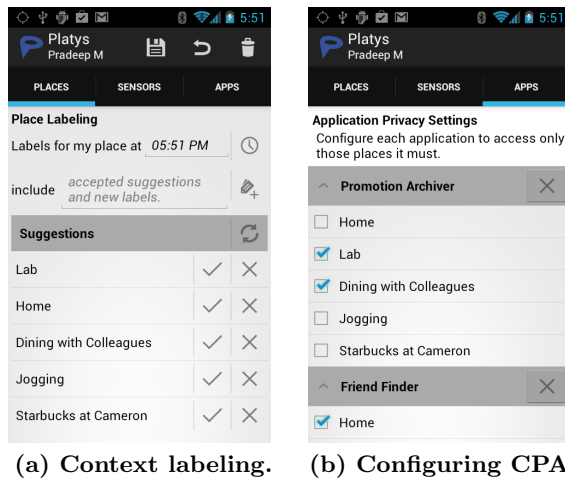 5:51
Platys
Pradeep M
PLACES SENSORS APPS
Place Labeling
Labels for my place at 05:51 PM
include accepted suggestions
and new labels.
Suggestions
Lab
Home
Dining with Colleagues
Jogging
Starbucks at Cameron
(a) Context labeling.
5:51
Platys
Pradeep M
PLACES SENSORS APPS
Application Privacy Settings
Configure each application to access only
those places it must.
Promotion Archiver
Home
Lab
Dining with Colleagues
Jogging
Starbucks at Cameron
Friend Finder
Home
(b) Configuring CPA